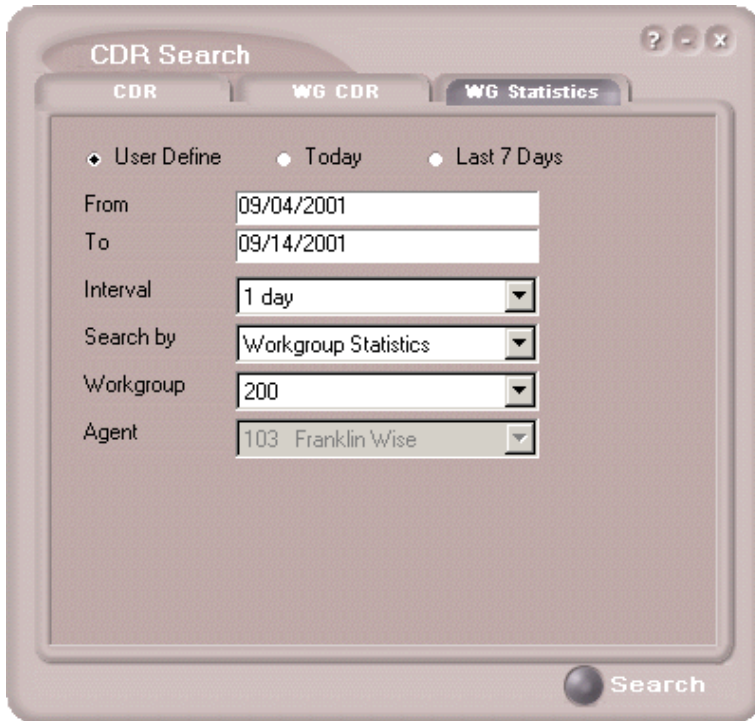 ? - x
CDR Search
CDR WG CDR WG Statistics
User Define Today Last 7 Days
From 09/04/2001
To 09/14/2001
Interval 1 day
Search by Workgroup Statistics
Workgroup 200
Agent 103 Franklin Wise
Search